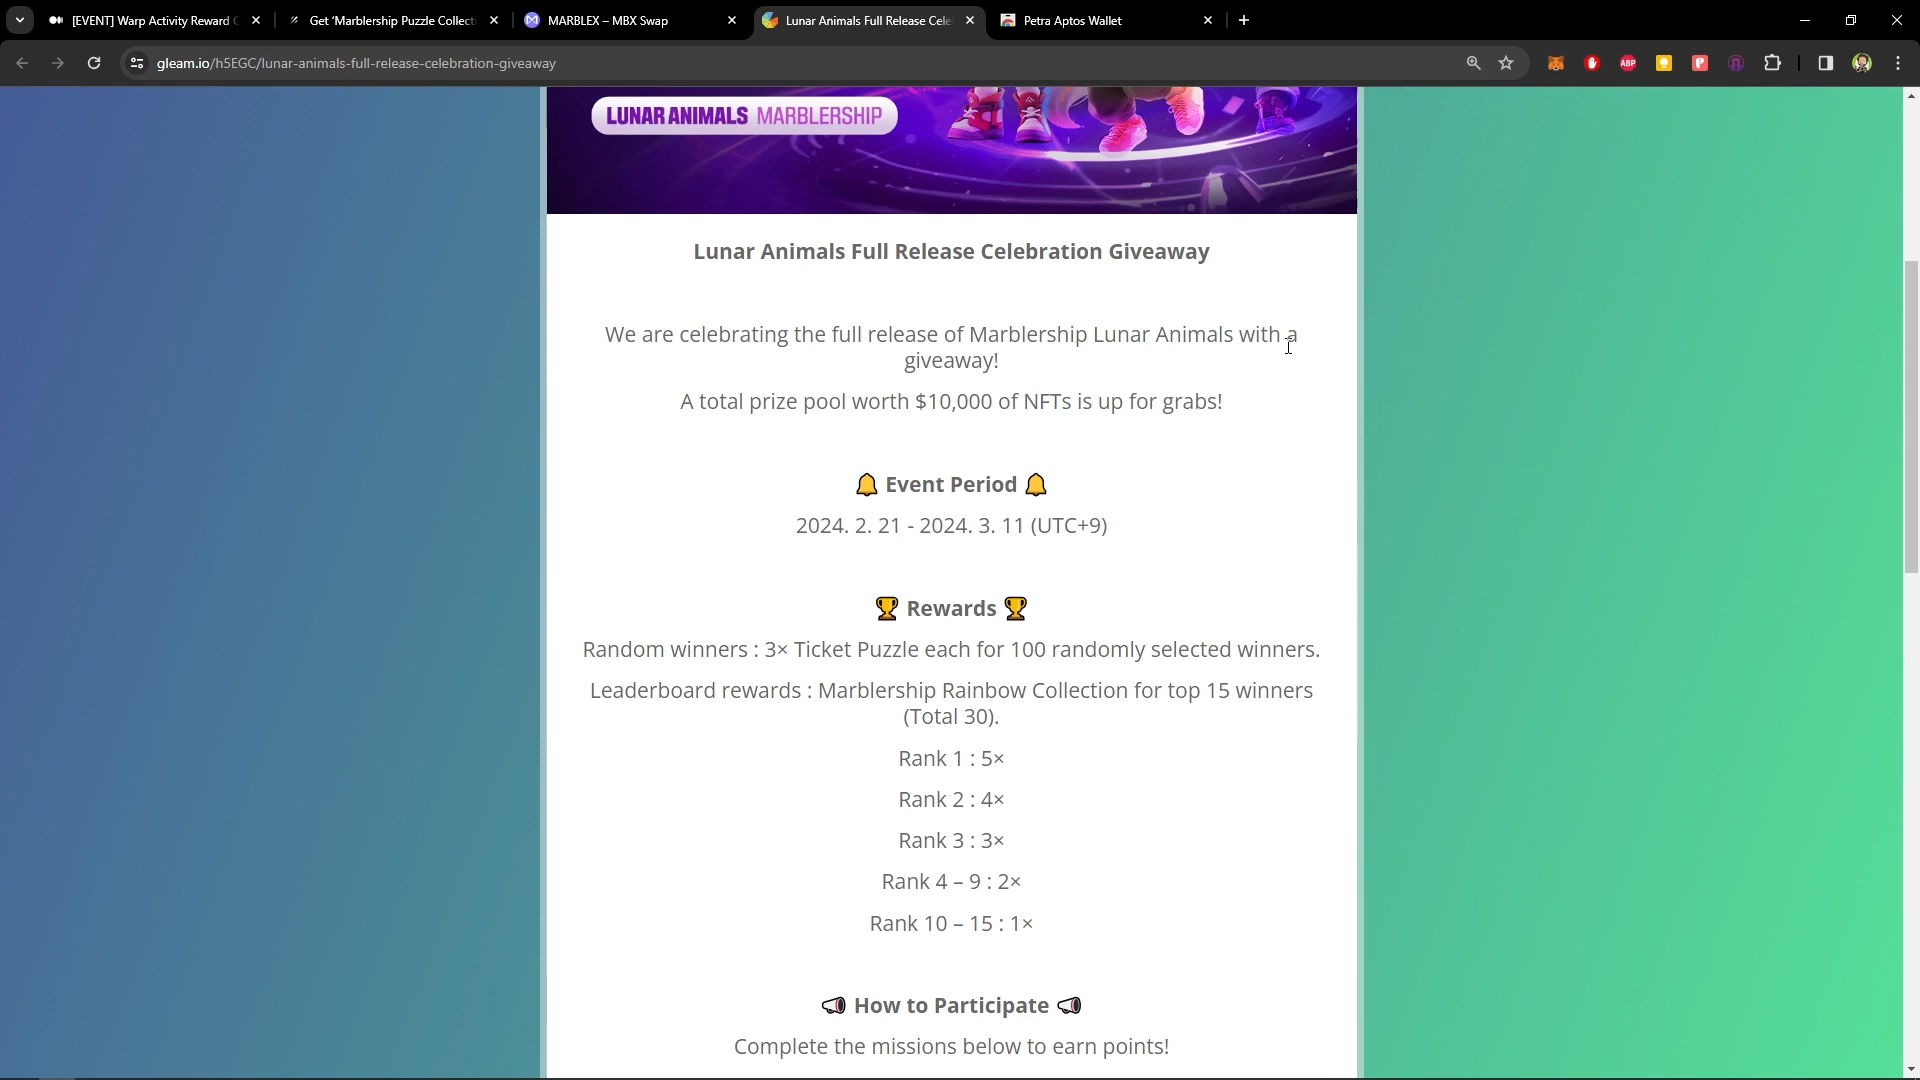 [EVENT] Warp Activity Reward
Get ‘Marblership Puzzle Collect
MARBLEX – MBX Swap
Lunar Animals Full Release Cele
Petra Aptos Wallet
gleam.io/h5EGC/lunar-animals-full-release-celebration-giveaway
ABP
LUNAR ANIMALS MARBLERSHIP
Lunar Animals Full Release Celebration Giveaway
We are celebrating the full release of Marblership Lunar Animals with a
giveaway!
A total prize pool worth $10,000 of NFTs is up for grabs!
🔔 Event Period 🔔
2024. 2. 21 - 2024. 3. 11 (UTC+9)
🏆 Rewards 🏆
Random winners : 3× Ticket Puzzle each for 100 randomly selected winners.
Leaderboard rewards : Marblership Rainbow Collection for top 15 winners
(Total 30).
Rank 1 : 5×
Rank 2 : 4×
Rank 3 : 3×
Rank 4 – 9 : 2×
Rank 10 – 15 : 1×
📢 How to Participate 📢
Complete the missions below to earn points!